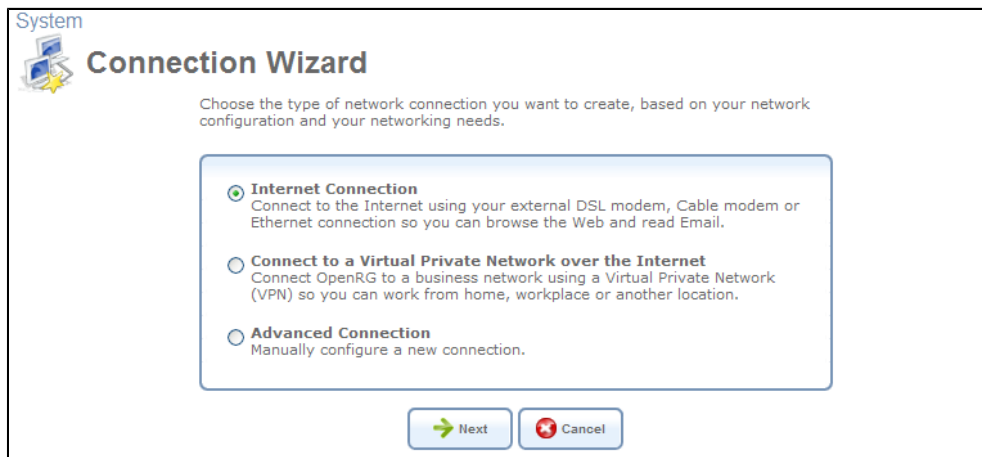 System
Connection Wizard
Choose the type of network connection you want to create, based on your network
configuration and your networking needs.
Internet Connection
Connect to the Internet using your external DSL modem, Cable modem or
Ethernet connection so you can browse the Web and read Email.
Connect to a Virtual Private Network over the Internet
Connect OpenRG to a business network using a Virtual Private Network
(VPN) so you can work from home, workplace or another location.
Advanced Connection
Manually configure a new connection.
Next
Cancel